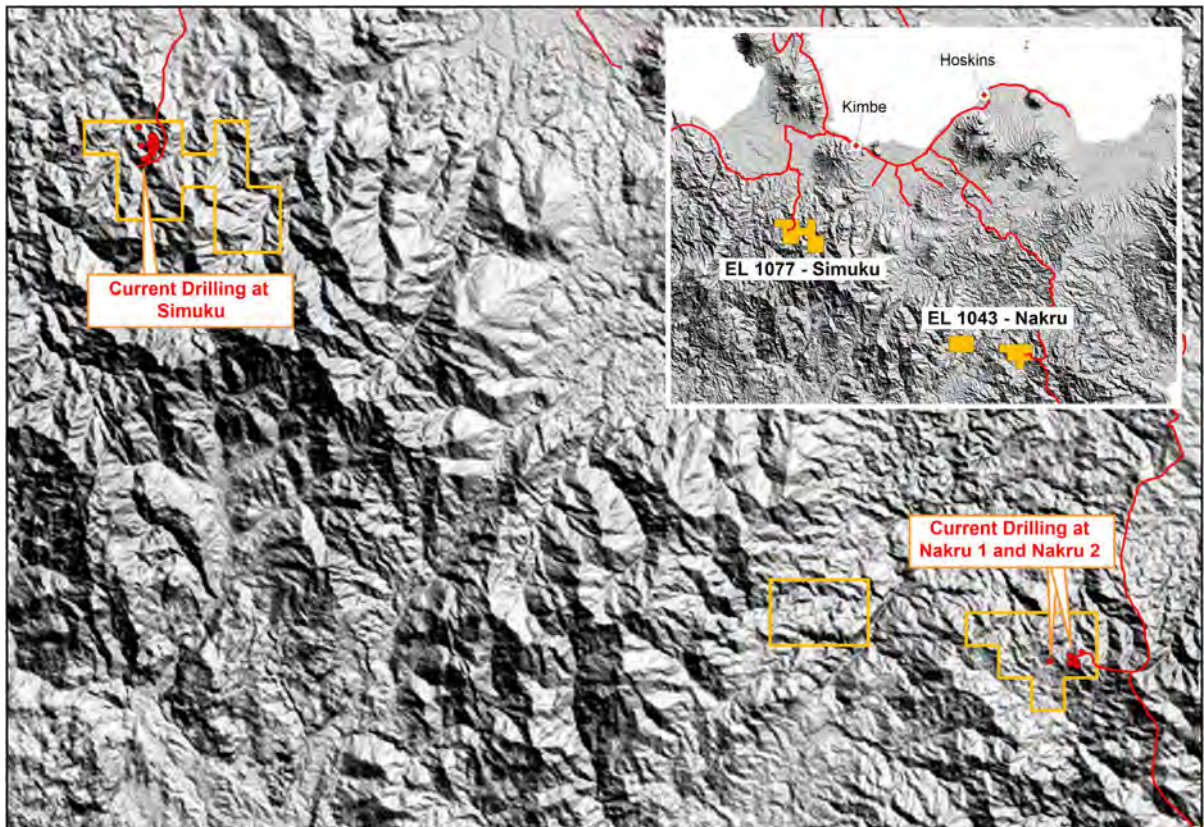 Hoskins
Kimbe
EL 1077 - Simuku
EL 1043 - Nakru
Current Drilling at
Simuku
Current Drilling at
Nakru 1 and Nakru 2